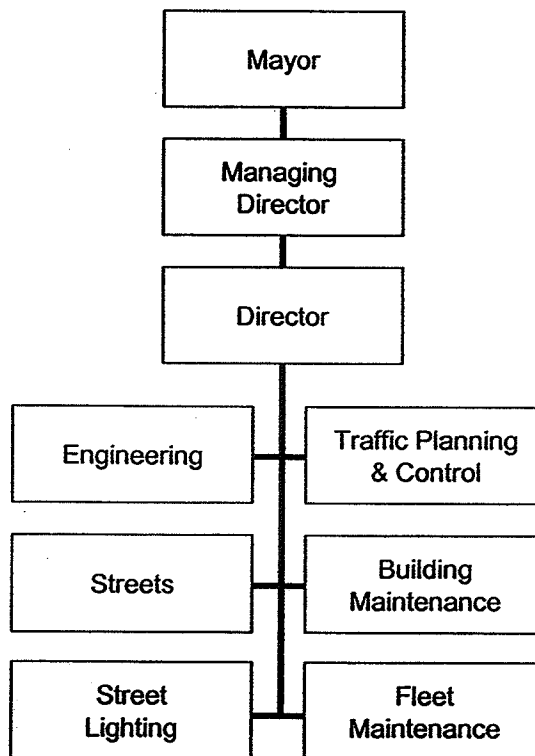 Mayor
Managing
Director
Director
Engineering
Traffic Planning
& Control
Streets
Building
Maintenance
Street
Lighting
Fleet
Maintenance